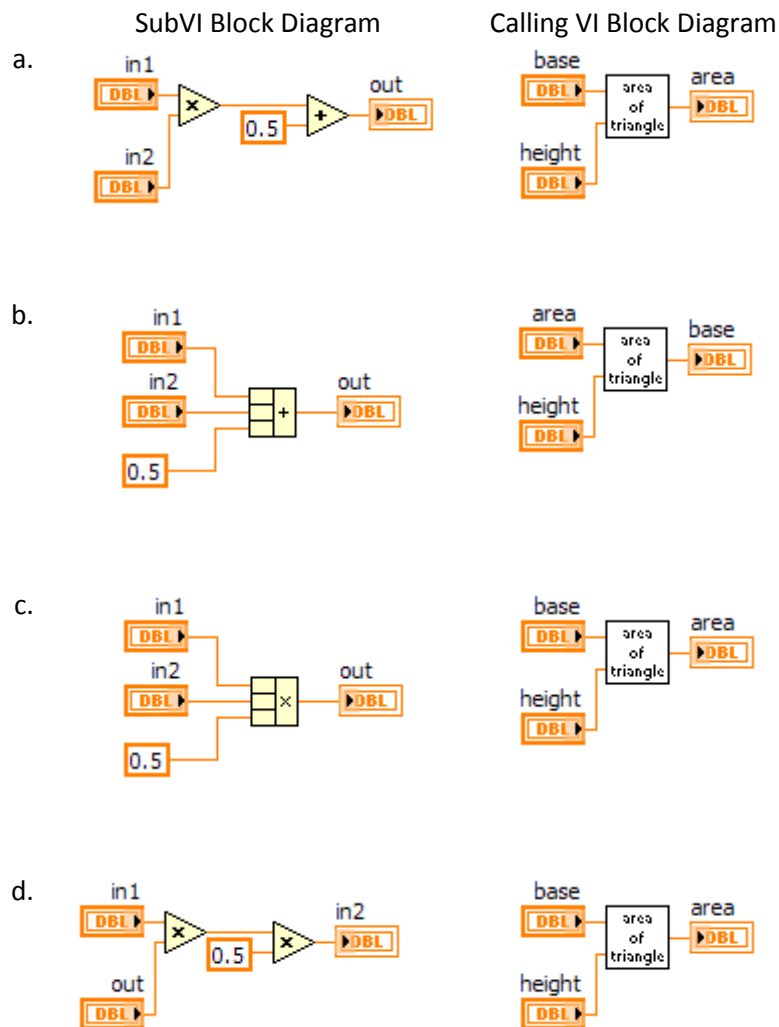 SubVI Block Diagram Calling VI Block Diagram
a.
in1 base
DBL × out DBL area of triangle area
0.5 + DBL DBL
in2 height
DBL DBL
b.
in1 area
DBL DBL area of triangle base
in2 out DBL
DBL + DBL height
0.5 DBL
c.
in1 base
DBL DBL area of triangle area
in2 out DBL
DBL × DBL height
0.5 DBL
d.
in1 base
DBL × in2 DBL area of triangle area
0.5 × DBL DBL
out height
DBL DBL